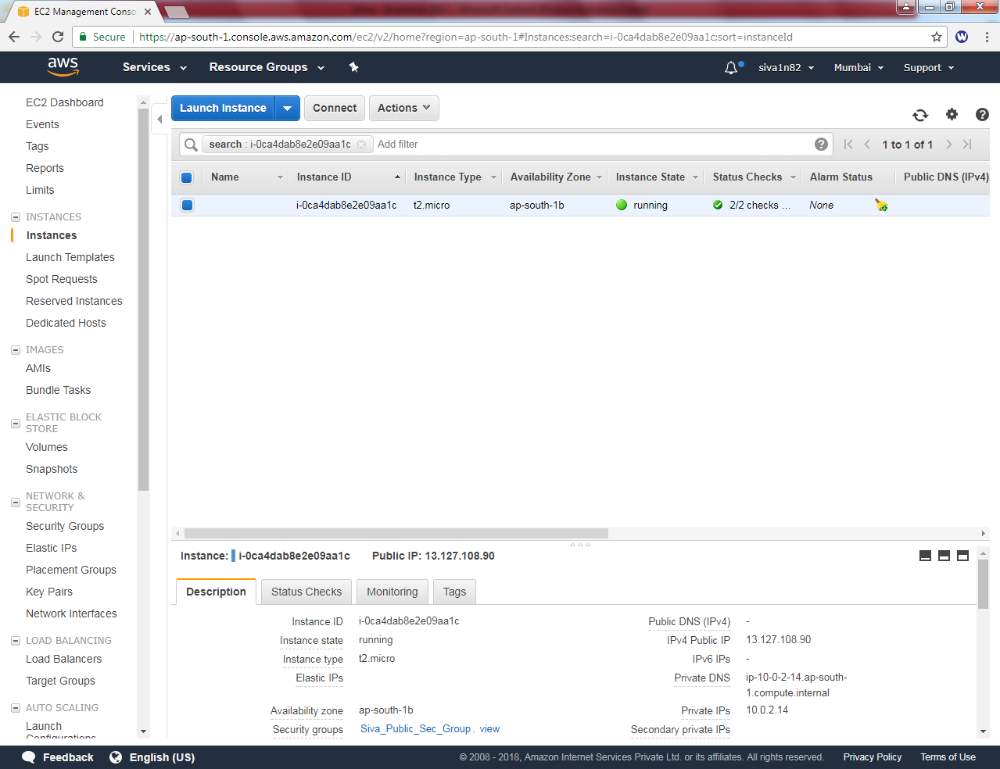 EC2 Management Conso
Secure https://ap-south-1.console.aws.amazon.com/ec2/v2/home?region=ap-south-1#Instances:search=i-0ca4dab8e2e09aa1c;sort=instanceId
aws Services Resource Groups siva1n82 Mumbai Support
EC2 Dashboard
Events
Tags
Reports
Limits
INSTANCES
Instances
Launch Templates
Spot Requests
Reserved Instances
Dedicated Hosts
IMAGES
AMIs
Bundle Tasks
ELASTIC BLOCK
STORE
Volumes
Snapshots
NETWORK &
SECURITY
Security Groups
Elastic IPs
Placement Groups
Key Pairs
Network Interfaces
LOAD BALANCING
Load Balancers
Target Groups
AUTO SCALING
Launch
Configurations
Launch Instance Connect Actions
search : i-0ca4dab8e2e09aa1c Add filter 1 to 1 of 1
Name Instance ID Instance Type Availability Zone Instance State Status Checks Alarm Status Public DNS (IPv4)
i-0ca4dab8e2e09aa1c t2.micro ap-south-1b running 2/2 checks ... None
Instance: i-0ca4dab8e2e09aa1c Public IP: 13.127.108.90
Description Status Checks Monitoring Tags
Instance ID i-0ca4dab8e2e09aa1c Public DNS (IPv4) -
Instance state running IPv4 Public IP 13.127.108.90
Instance type t2.micro IPv6 IPs -
Elastic IPs Private DNS ip-10-0-2-14.ap-south-
1.compute.internal
Availability zone ap-south-1b Private IPs 10.0.2.14
Security groups Siva_Public_Sec_Group. view Secondary private IPs
Feedback English (US) © 2008 - 2018, Amazon Internet Services Private Ltd. or its affiliates. All rights reserved. Privacy Policy Terms of Use